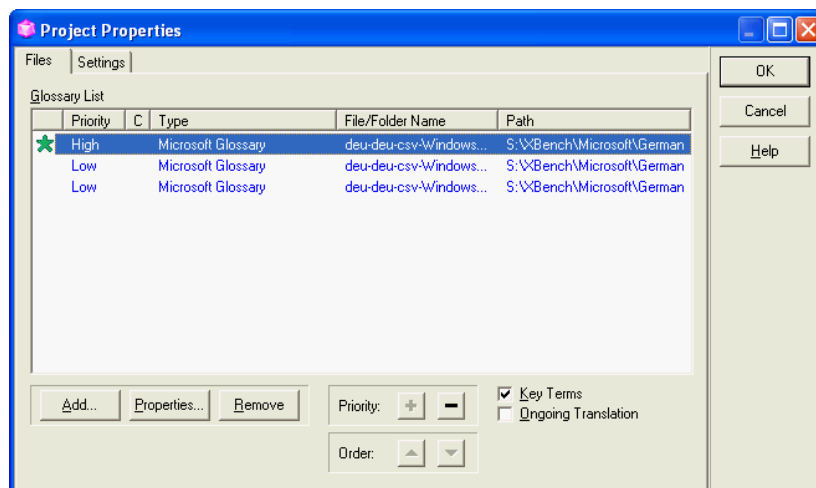 Project Properties
Files Settings
OK
Cancel
Help
Glossary List
Priority C Type File/Folder Name Path
High Microsoft Glossary deu-deu-csv-Windows... S:\XBench\Microsoft\German
Low Microsoft Glossary deu-deu-csv-Windows... S:\XBench\Microsoft\German
Low Microsoft Glossary deu-deu-csv-Windows... S:\XBench\Microsoft\German
Add... Properties... Remove
Priority: + -
Key Terms
Ongoing Translation
Order: